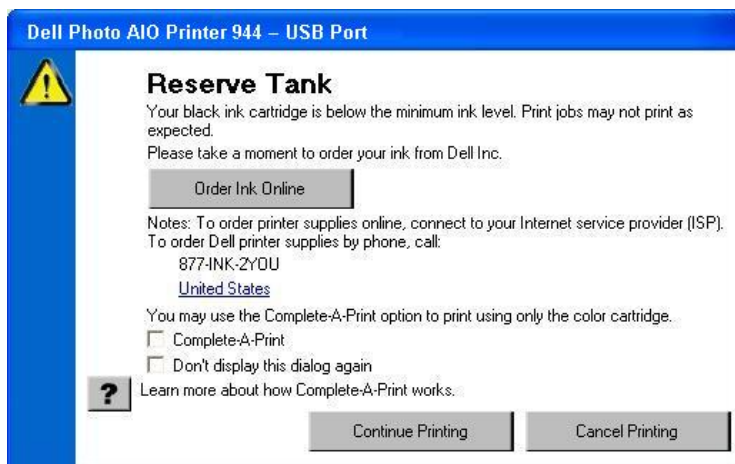 Dell Photo AIO Printer 944 – USB Port
Reserve Tank
Your black ink cartridge is below the minimum ink level. Print jobs may not print as
expected.
Please take a moment to order your ink from Dell Inc.
Order Ink Online
Notes: To order printer supplies online, connect to your Internet service provider (ISP).
To order Dell printer supplies by phone, call:
877-INK-2YOU
United States
You may use the Complete-A-Print option to print using only the color cartridge.
Complete-A-Print
Don't display this dialog again
? Learn more about how Complete-A-Print works.
Continue Printing Cancel Printing